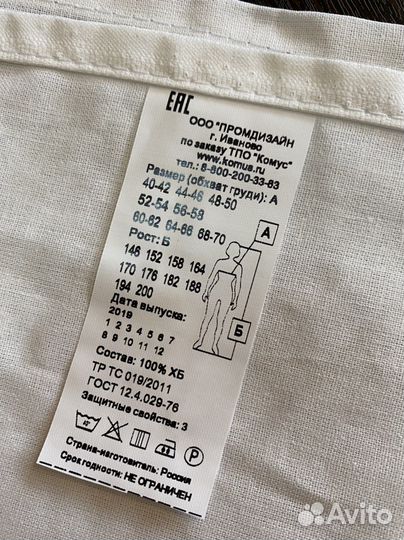 EAC
ООО "ПРОМДИЗАЙН
г. Иваново
по заказу ТПО "Комус"
www.komus.ru
тел.: 8-800-200-33-83
Размер (обхват груди): А
40-42 44-46 48-50
52-54 56-58
60-62 64-66 68-70
Рост: Б
146 152 158 164
170 176 182 188
194 200
А
Б
Дата выпуска:
2019
1 2 3 4 5 6 7
8 9 10 11 12
Состав: 100% ХБ
ТР ТС 019/2011
ГОСТ 12.4.029-76
Защитные свойства: З
P
Страна-изготовитель: Россия
Срок годности: НЕ ОГРАНИЧЕН
Avito